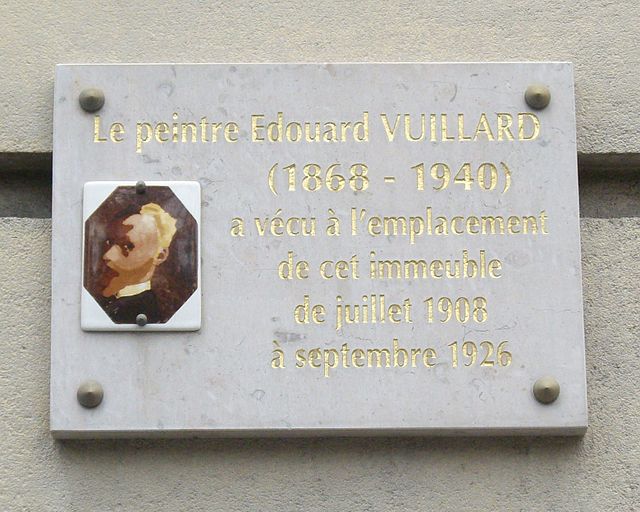 Le peintre Edouard VUILLARD
(1868 - 1940)
a vécu à l'emplacement
de cet immeuble
de juillet 1908
à septembre 1926